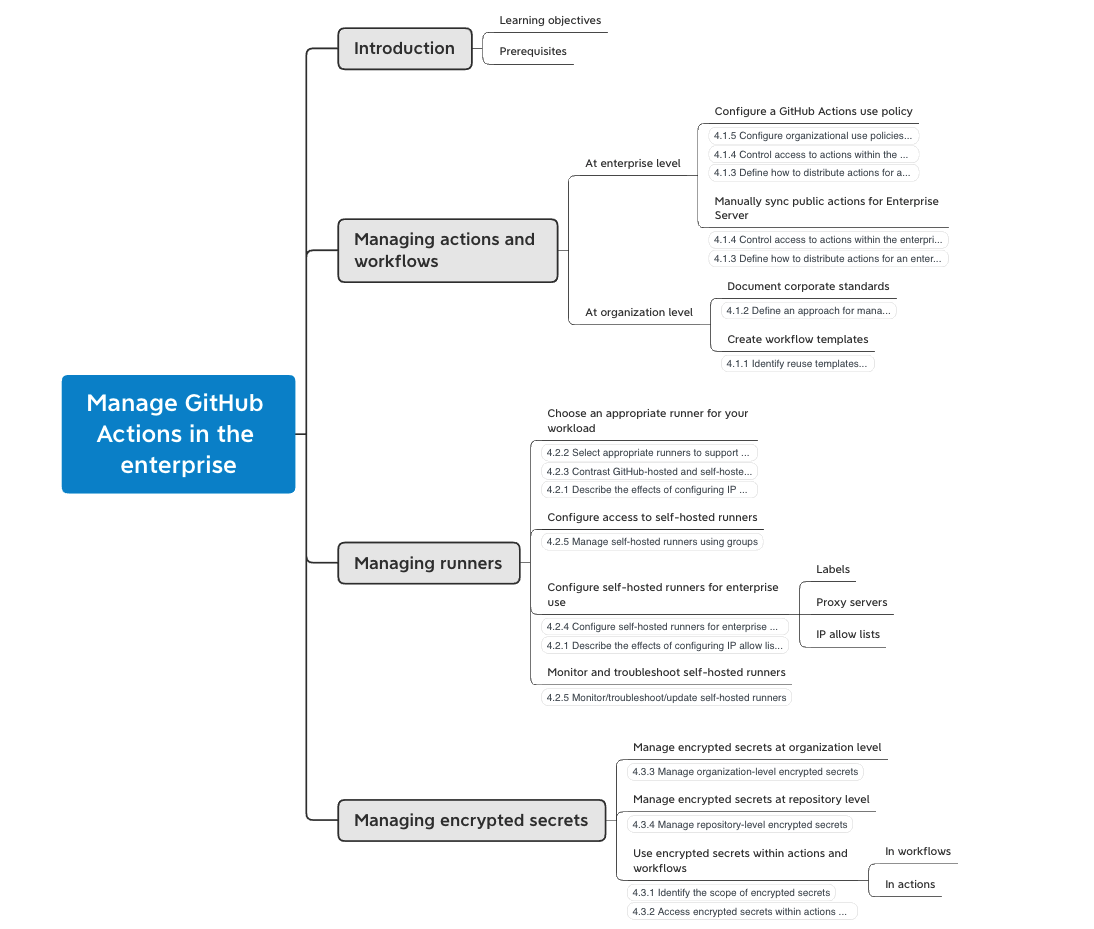 Learning objectives
Introduction
Prerequisites
Configure a GitHub Actions use policy
4.1.5 Configure organizational use policies...
4.1.4 Control access to actions within the ...
At enterprise level
4.1.3 Define how to distribute actions for a...
Manually sync public actions for Enterprise
Server
Managing actions and
workflows
4.1.4 Control access to actions within the enterpri...
4.1.3 Define how to distribute actions for an enter...
Document corporate standards
At organization level
4.1.2 Define an approach for mana...
Create workflow templates
4.1.1 Identify reuse templates...
Manage GitHub
Actions in the
enterprise
Choose an appropriate runner for your
workload
4.2.2 Select appropriate runners to support ...
4.2.3 Contrast GitHub-hosted and self-hoste...
4.2.1 Describe the effects of configuring IP ...
Configure access to self-hosted runners
4.2.5 Manage self-hosted runners using groups
Managing runners
Configure self-hosted runners for enterprise
use
Labels
Proxy servers
IP allow lists
4.2.4 Configure self-hosted runners for enterprise ...
4.2.1 Describe the effects of configuring IP allow lis...
Monitor and troubleshoot self-hosted runners
4.2.5 Monitor/troubleshoot/update self-hosted runners
Manage encrypted secrets at organization level
4.3.3 Manage organization-level encrypted secrets
Manage encrypted secrets at repository level
Managing encrypted secrets
4.3.4 Manage repository-level encrypted secrets
Use encrypted secrets within actions and
workflows
In workflows
In actions
4.3.1 Identify the scope of encrypted secrets
4.3.2 Access encrypted secrets within actions ...